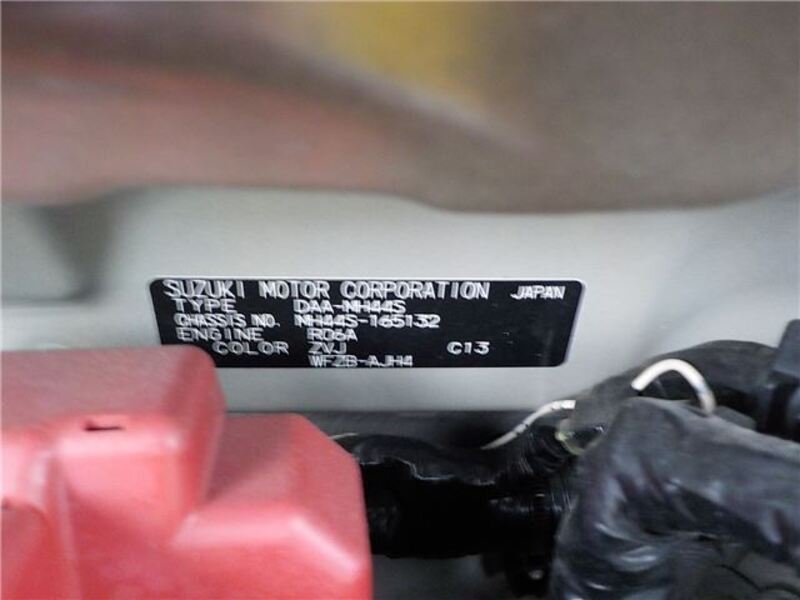 SUZUKI MOTOR CORPORATION JAPAN
TYPE DAA-MH44S
CHASSIS NO. MH44S-165132
ENGINE R06A
COLOR ZVJ C13
WFZB-AJH4